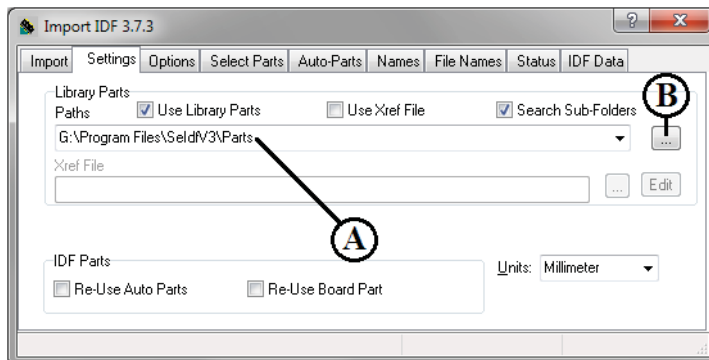 Import IDF 3.7.3
? X
Import Settings Options Select Parts Auto-Parts Names File Names Status IDF Data
Library Parts
Paths Use Library Parts Use Xref File Search Sub-Folders
B
G:\Program Files\SeIdfV3\Parts ...
Xref File
... Edit
A
IDF Parts
Units: Millimeter
Re-Use Auto Parts Re-Use Board Part